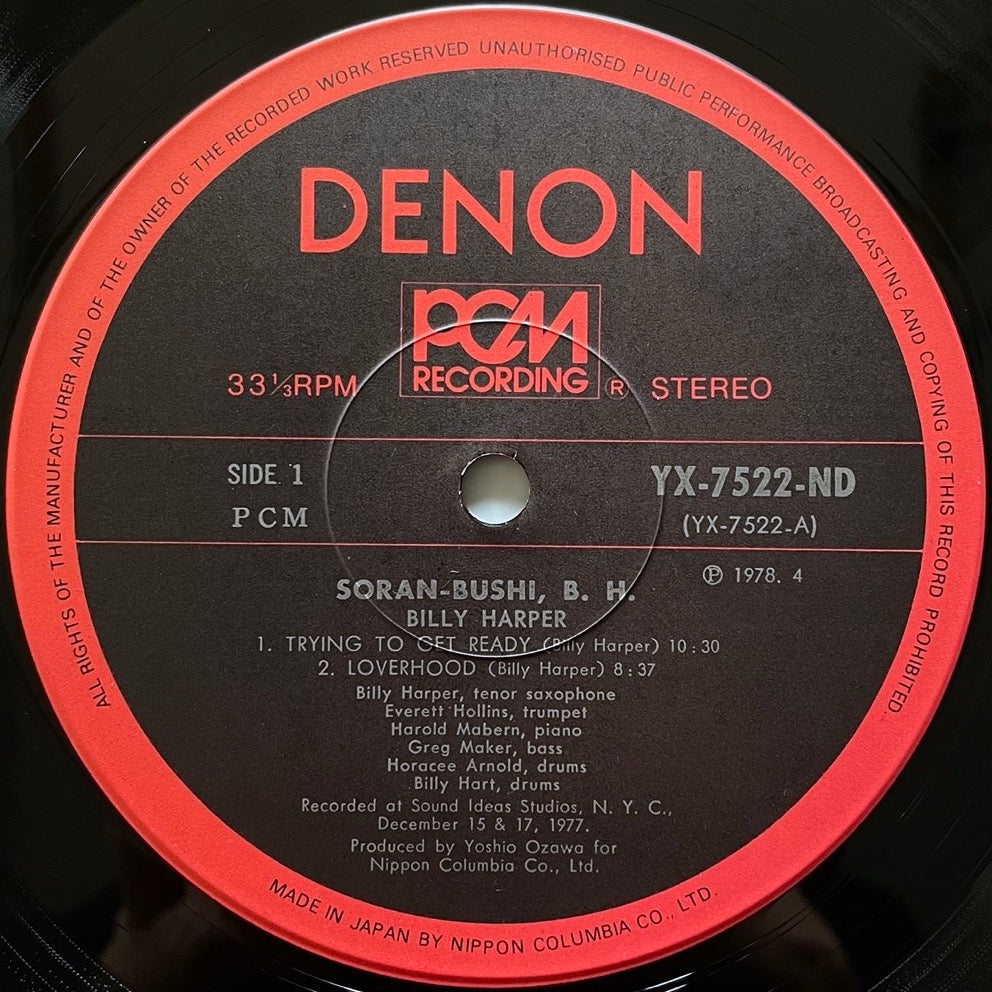 ALL RIGHTS OF THE MANUFACTURER AND OF THE OWNER OF THE RECORDED WORK RESERVED UNAUTHORISED PUBLIC PERFORMANCE BROADCASTING AND COPYING OF THIS RECORD PROHIBITED.
DENON
PCM
RECORDING
33⅓RPM Ⓡ STEREO
SIDE 1 YX-7522-ND
PCM (YX-7522-A)
Ⓟ 1978. 4
SORAN-BUSHI, B. H.
BILLY HARPER
1. TRYING TO GET READY (Billy Harper) 10:30
2. LOVERHOOD (Billy Harper) 8:37
Billy Harper, tenor saxophone
Everett Hollins, trumpet
Harold Mabern, piano
Greg Maker, bass
Horacee Arnold, drums
Billy Hart, drums
Recorded at Sound Ideas Studios, N. Y. C.,
December 15 & 17, 1977.
Produced by Yoshio Ozawa for
Nippon Columbia Co., Ltd.
MADE IN JAPAN BY NIPPON COLUMBIA CO., LTD.